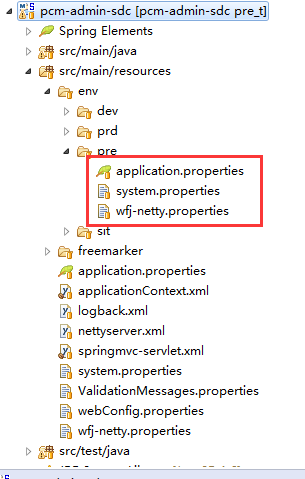 pcm-admin-sdc [pcm-admin-sdc pre_t]
Spring Elements
src/main/java
src/main/resources
env
dev
prd
pre
application.properties
system.properties
wfj-netty.properties
sit
freemarker
application.properties
applicationContext.xml
logback.xml
nettyserver.xml
springmvc-servlet.xml
system.properties
ValidationMessages.properties
webConfig.properties
wfj-netty.properties
src/test/java